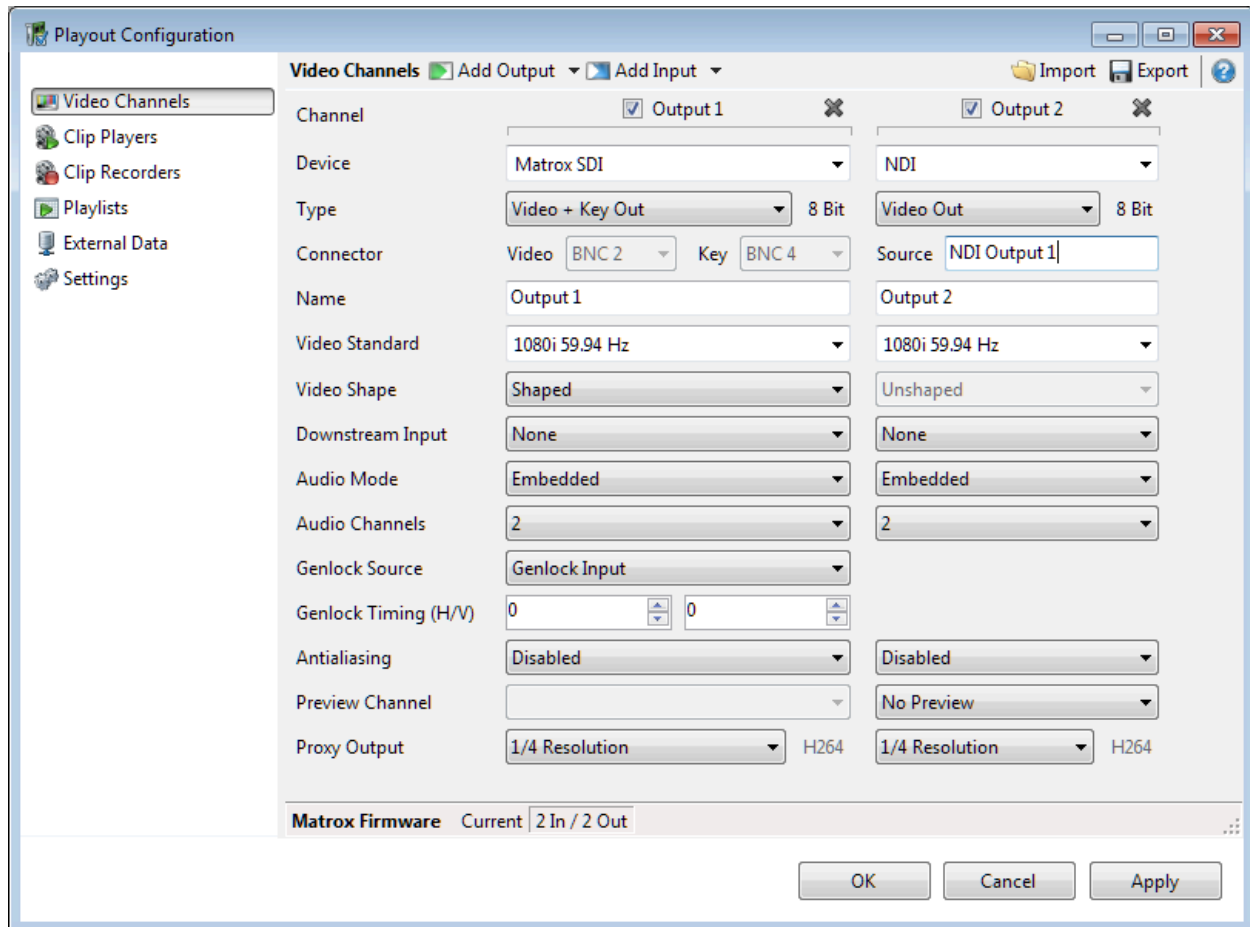 Playout Configuration
Video Channels Add Output Add Input Import Export ?
Video Channels
Clip Players
Clip Recorders
Playlists
External Data
Settings
Channel Output 1 Output 2
Device Matrox SDI NDI
Type Video + Key Out 8 Bit Video Out 8 Bit
Connector Video BNC 2 Key BNC 4 Source NDI Output 1
Name Output 1 Output 2
Video Standard 1080i 59.94 Hz 1080i 59.94 Hz
Video Shape Shaped Unshaped
Downstream Input None None
Audio Mode Embedded Embedded
Audio Channels 2 2
Genlock Source Genlock Input
Genlock Timing (H/V) 0 0
Antialiasing Disabled Disabled
Preview Channel No Preview
Proxy Output 1/4 Resolution H264 1/4 Resolution H264
Matrox Firmware Current 2 In / 2 Out
OK Cancel Apply